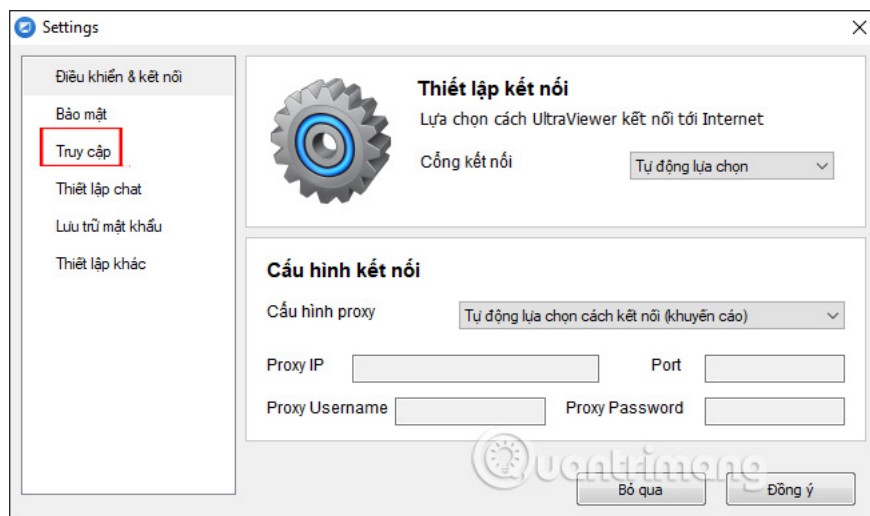 Settings
Điều khiển & kết nối
Bảo mật
Truy cập
Thiết lập chat
Lưu trữ mật khẩu
Thiết lập khác
Thiết lập kết nối
Lựa chọn cách UltraViewer kết nối tới Internet
Cổng kết nối
Tự động lựa chọn
Cấu hình kết nối
Cấu hình proxy
Tự động lựa chọn cách kết nối (khuyến cáo)
Proxy IP
Port
Proxy Username
Proxy Password
Quantrimang
Bỏ qua
Đồng ý